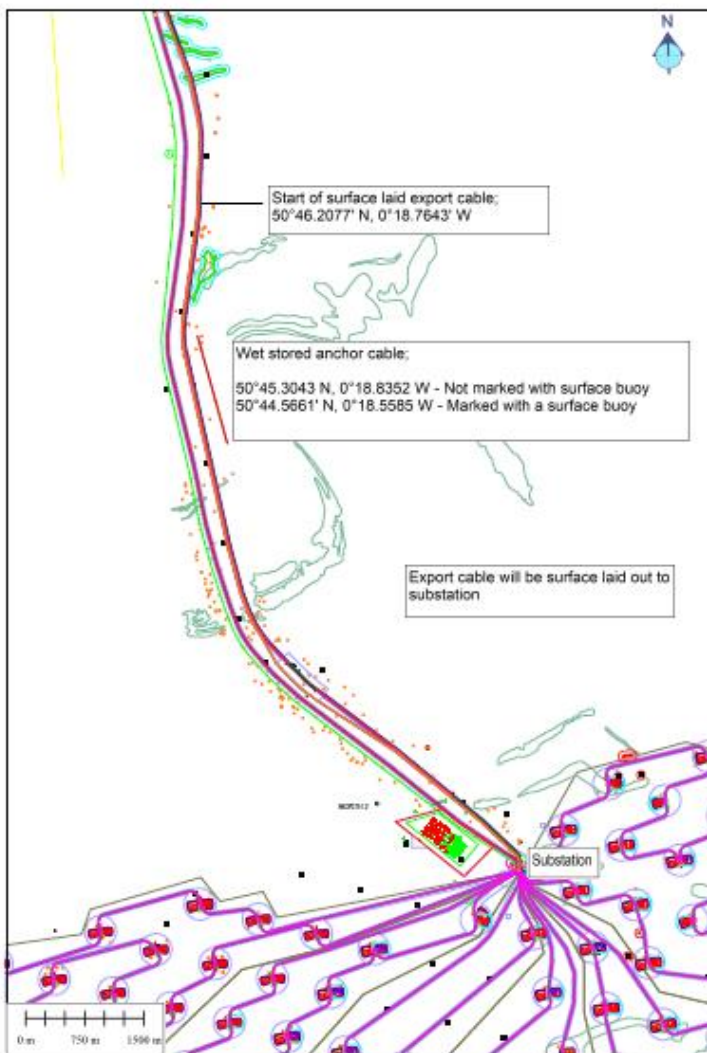 N
Start of surface laid export cable;
50°46.2077' N, 0°18.7643' W
Wet stored anchor cable;
50°45.3043 N, 0°18.8352 W - Not marked with surface buoy
50°44.5661' N, 0°18.5585 W - Marked with a surface buoy
Export cable will be surface laid out to
substation
Substation
0 m 750 m 1500 m